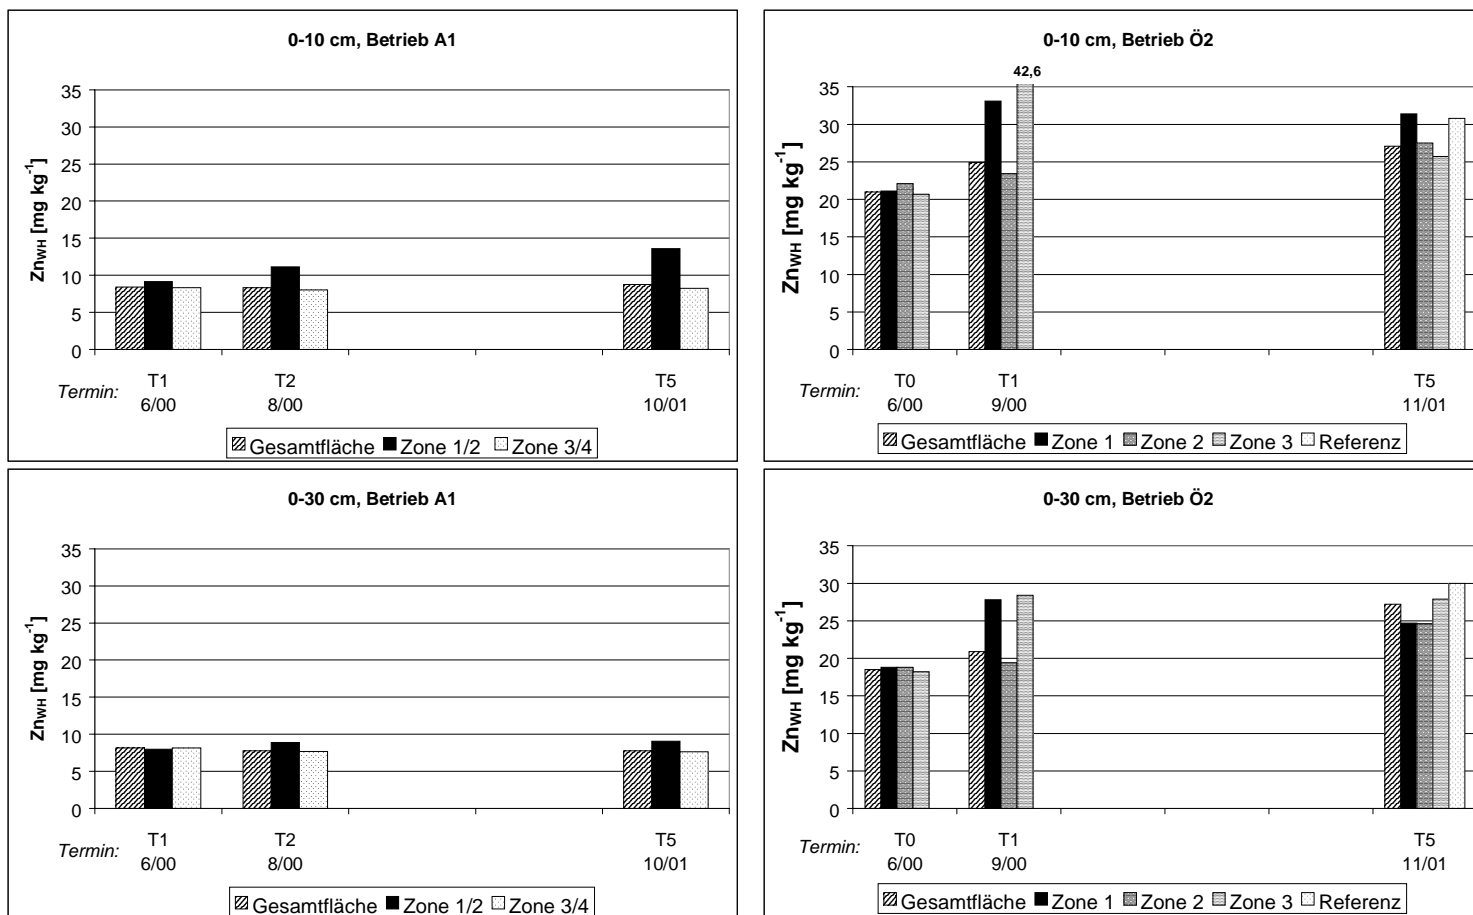 0-10 cm, Betrieb A1
35
30
25
20
15
10
5
0
ZnWH [mg kg-1]
T1 T2 T5
Termin: 6/00 8/00 10/01
Gesamtfläche Zone 1/2 Zone 3/4
0-10 cm, Betrieb Ö2
42,6
35
30
25
20
15
10
5
0
ZnWH [mg kg-1]
T0 T1 T5
Termin: 6/00 9/00 11/01
Gesamtfläche Zone 1 Zone 2 Zone 3 Referenz
0-30 cm, Betrieb A1
35
30
25
20
15
10
5
0
ZnWH [mg kg-1]
T1 T2 T5
Termin: 6/00 8/00 10/01
Gesamtfläche Zone 1/2 Zone 3/4
0-30 cm, Betrieb Ö2
35
30
25
20
15
10
5
0
ZnWH [mg kg-1]
T0 T1 T5
Termin: 6/00 9/00 11/01
Gesamtfläche Zone 1 Zone 2 Zone 3 Referenz